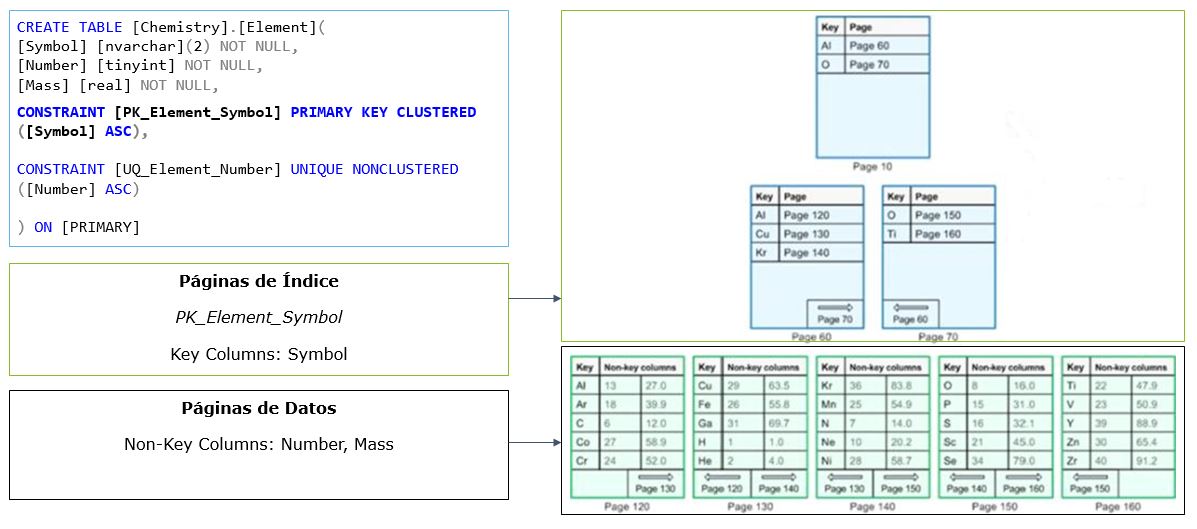 CREATE TABLE [Chemistry].[Element](
[Symbol] [nvarchar](2) NOT NULL,
[Number] [tinyint] NOT NULL,
[Mass] [real] NOT NULL,
CONSTRAINT [PK_Element_Symbol] PRIMARY KEY CLUSTERED
([Symbol] ASC),
CONSTRAINT [UQ_Element_Number] UNIQUE NONCLUSTERED
([Number] ASC)
) ON [PRIMARY]
Páginas de Índice
PK_Element_Symbol
Key Columns: Symbol
Páginas de Datos
Non-Key Columns: Number, Mass
Key Page
Al Page 60
O Page 70
Page 10
Key Page
Al Page 120
Cu Page 130
Kr Page 140
Page 70
Page 60
Key Page
O Page 150
Ti Page 160
Page 60
Page 70
Key Non-key columns
Al 13 27.0
Ar 18 39.9
C 6 12.0
Co 27 58.9
Cr 24 52.0
Page 130
Page 120
Key Non-key columns
Cu 29 63.5
Fe 26 55.8
Ga 31 69.7
H 1 1.0
He 2 4.0
Page 120 Page 140
Page 130
Key Non-key columns
Kr 36 83.8
Mn 25 54.9
N 7 14.0
Ne 10 20.2
Ni 28 58.7
Page 130 Page 150
Page 140
Key Non-key columns
O 8 16.0
P 15 31.0
S 16 32.1
Sc 21 45.0
Se 34 79.0
Page 140 Page 160
Page 150
Key Non-key columns
Ti 22 47.9
V 23 50.9
Y 39 88.9
Zn 30 65.4
Zr 40 91.2
Page 150
Page 160